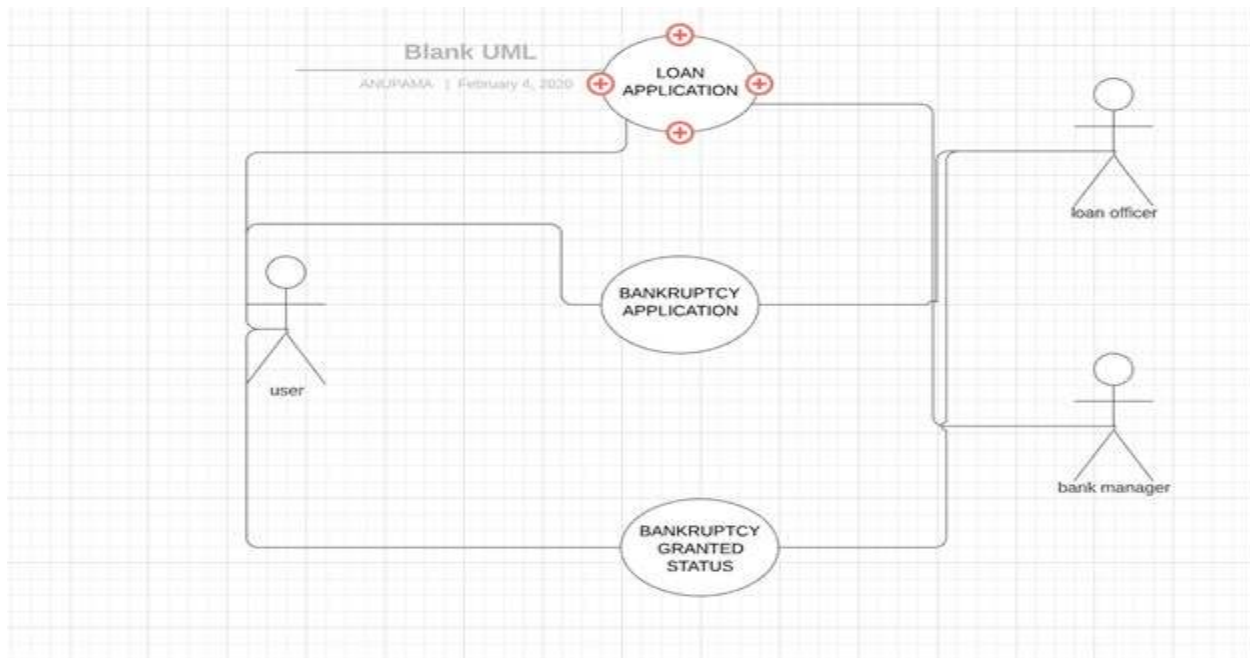 Blank UML
ANUPAMA | February 4, 2020
LOAN
APPLICATION
loan officer
BANKRUPTCY
APPLICATION
user
bank manager
BANKRUPTCY
GRANTED
STATUS